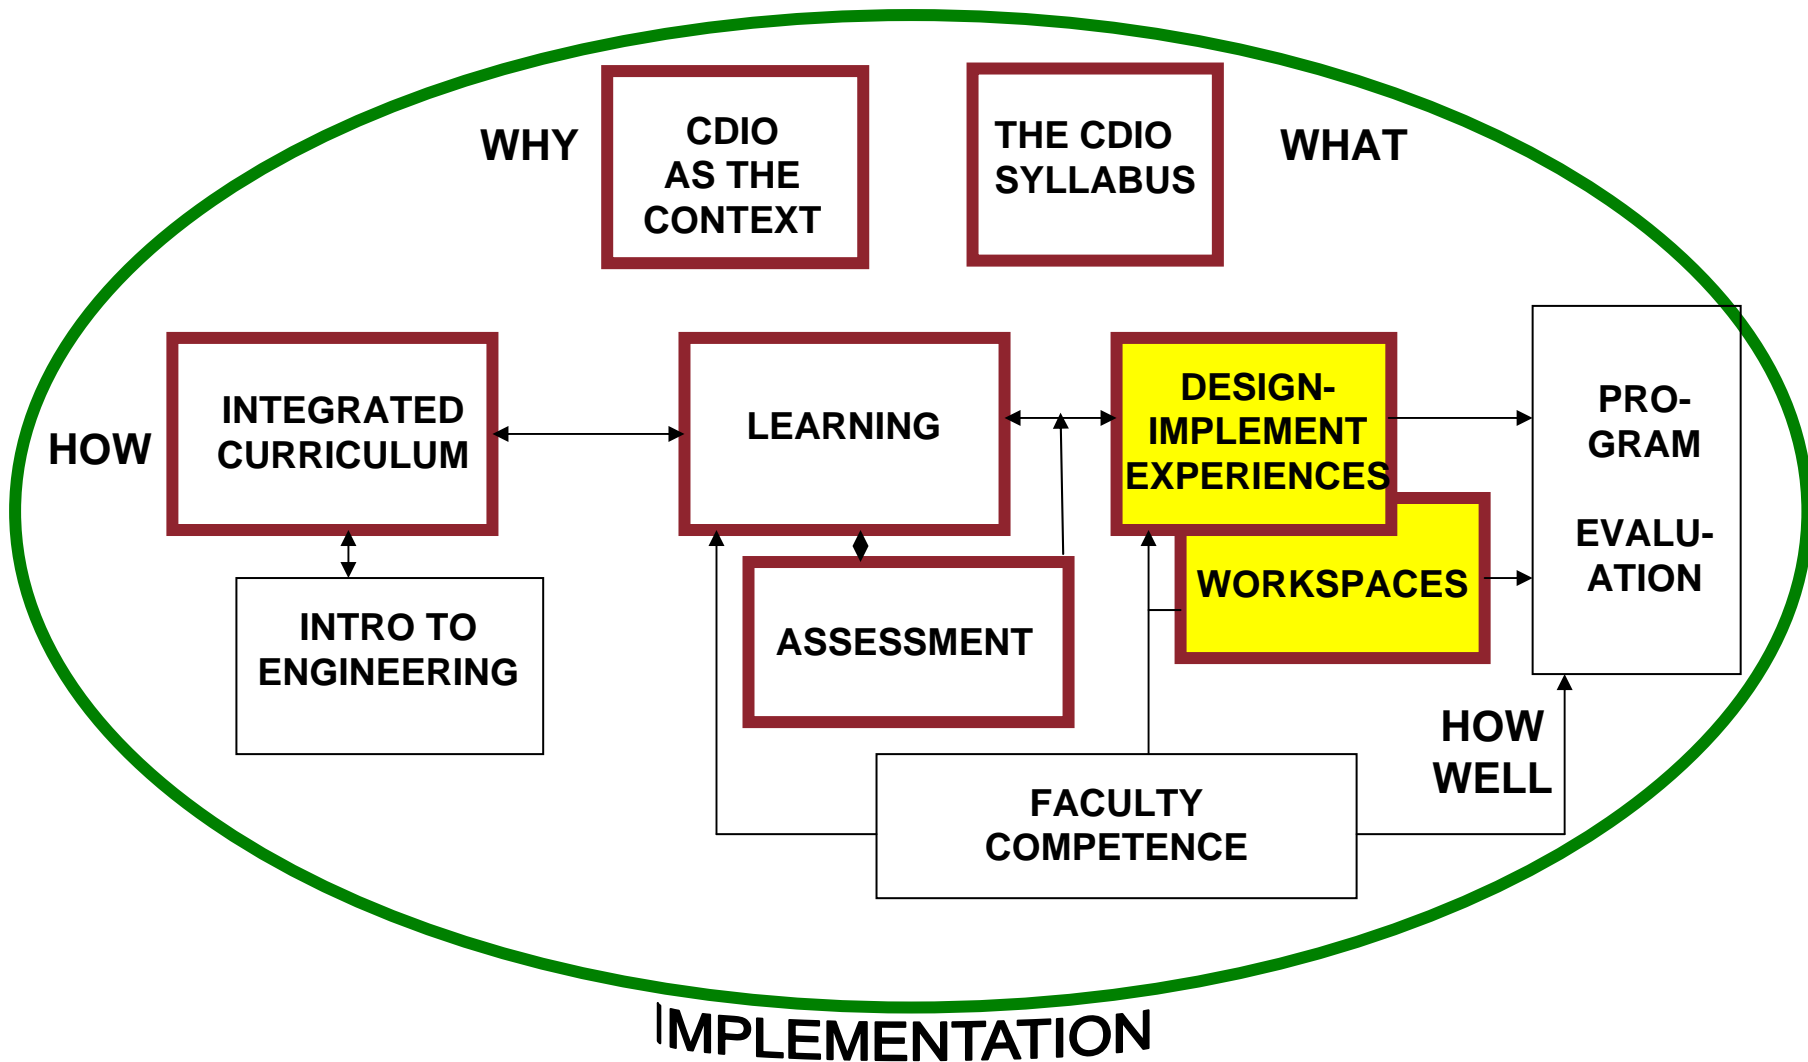 WHY
CDIO
AS THE
CONTEXT
THE CDIO
SYLLABUS
WHAT
HOW
INTEGRATED
CURRICULUM
LEARNING
DESIGN-
IMPLEMENT
EXPERIENCES
PRO-
GRAM
EVALU-
ATION
WORKSPACES
INTRO TO
ENGINEERING
ASSESSMENT
HOW
WELL
FACULTY
COMPETENCE
IMPLEMENTATION